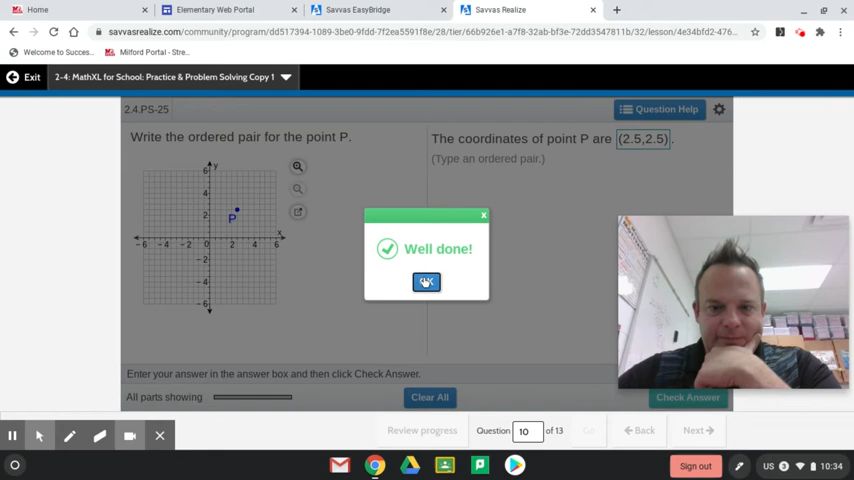 Home
Elementary Web Portal
Savvas EasyBridge
Savvas Realize
savvasrealize.com/community/program/dd517394-1089-3be0-9fdd-7f2ea5591f8e/28/tier/66b926e1-a7f8-32ab-bf3e-72dd3547811b/32/lesson/4e34bfd2-476...
Welcome to Succes...
Milford Portal - Stre...
Exit
2-4: MathXL for School: Practice & Problem Solving Copy 1
2.4.PS-25
Question Help
Write the ordered pair for the point P.
The coordinates of point P are (2.5,2.5).
(Type an ordered pair.)
6 y
4
2
P
x
-6 -4 -2 0 2 4 6
-2
-4
-6
x
Well done!
Enter your answer in the answer box and then click Check Answer.
All parts showing
Clear All
Check Answer
Review progress
Question 10 of 13
Go
Back
Next
Sign out
US 3 10:34